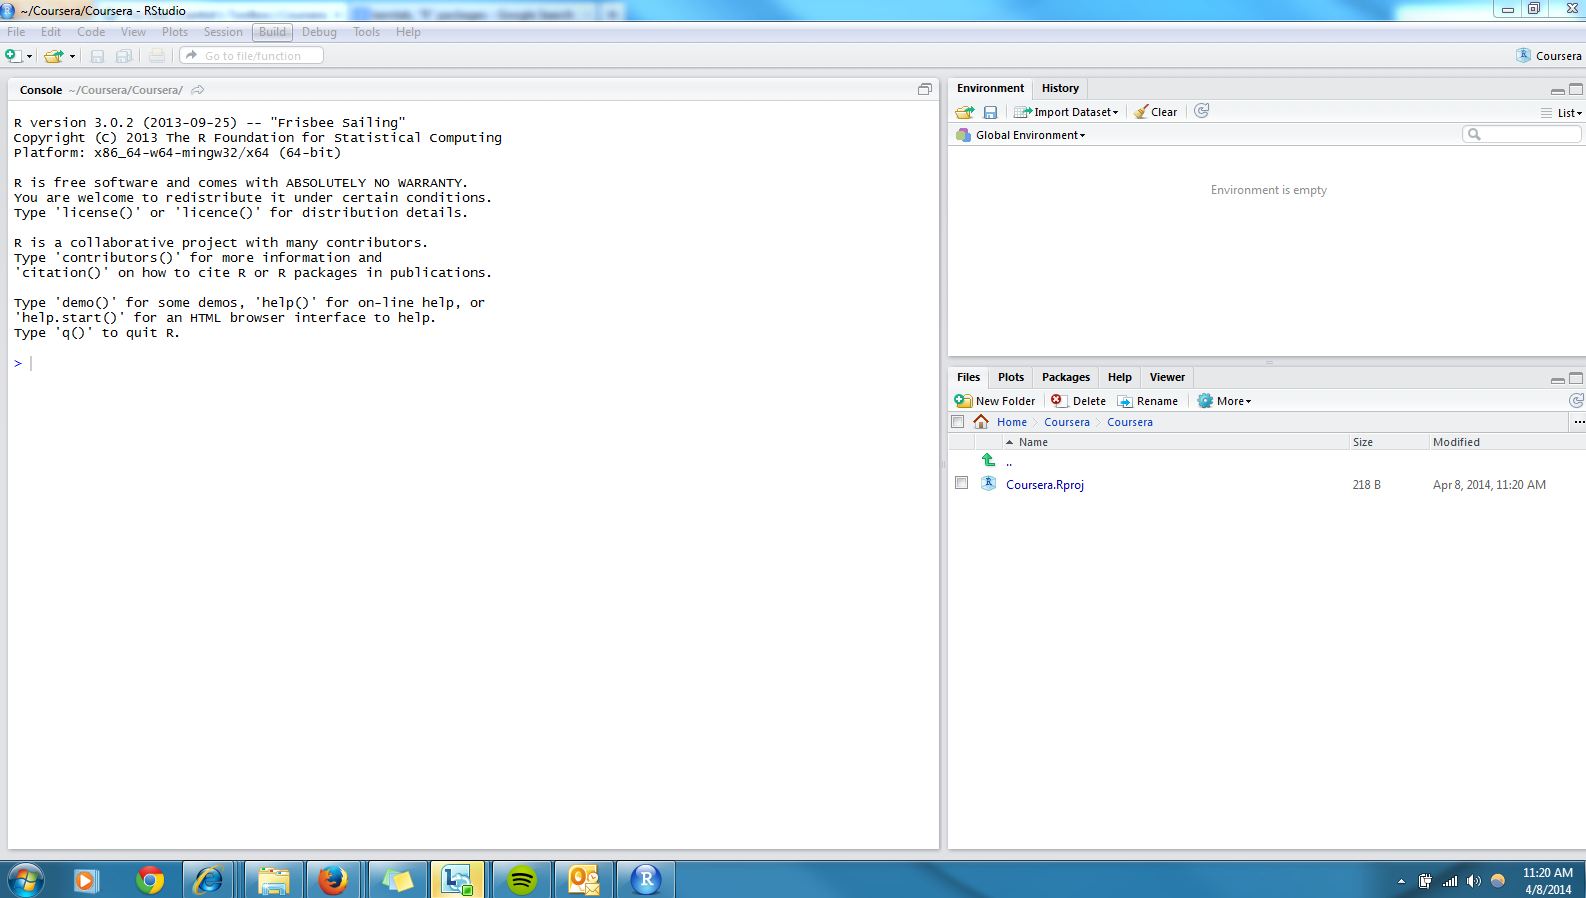 ~/Coursera/Coursera - RStudio
File Edit Code View Plots Session Build Debug Tools Help
Go to file/function
Coursera
Console ~/Coursera/Coursera/
R version 3.0.2 (2013-09-25) -- "Frisbee Sailing"
Copyright (C) 2013 The R Foundation for Statistical Computing
Platform: x86_64-w64-mingw32/x64 (64-bit)
R is free software and comes with ABSOLUTELY NO WARRANTY.
You are welcome to redistribute it under certain conditions.
Type 'license()' or 'licence()' for distribution details.
R is a collaborative project with many contributors.
Type 'contributors()' for more information and
'citation()' on how to cite R or R packages in publications.
Type 'demo()' for some demos, 'help()' for on-line help, or
'help.start()' for an HTML browser interface to help.
Type 'q()' to quit R.
>
Environment History
Import Dataset Clear List
Global Environment
Environment is empty
Files Plots Packages Help Viewer
New Folder Delete Rename More
Home Coursera Coursera
Name Size Modified
..
Coursera.Rproj 218 B Apr 8, 2014, 11:20 AM
11:20 AM
4/8/2014